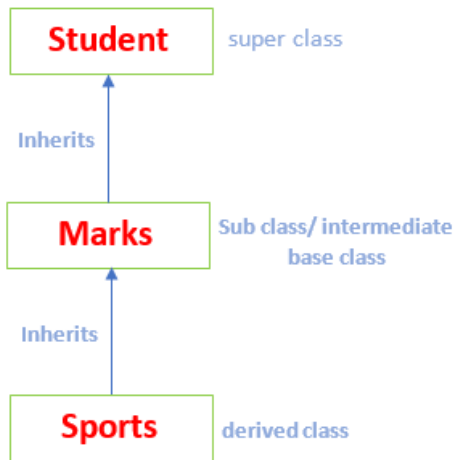 Student
super class
Inherits
Marks
Sub class/ intermediate
base class
Inherits
Sports
derived class